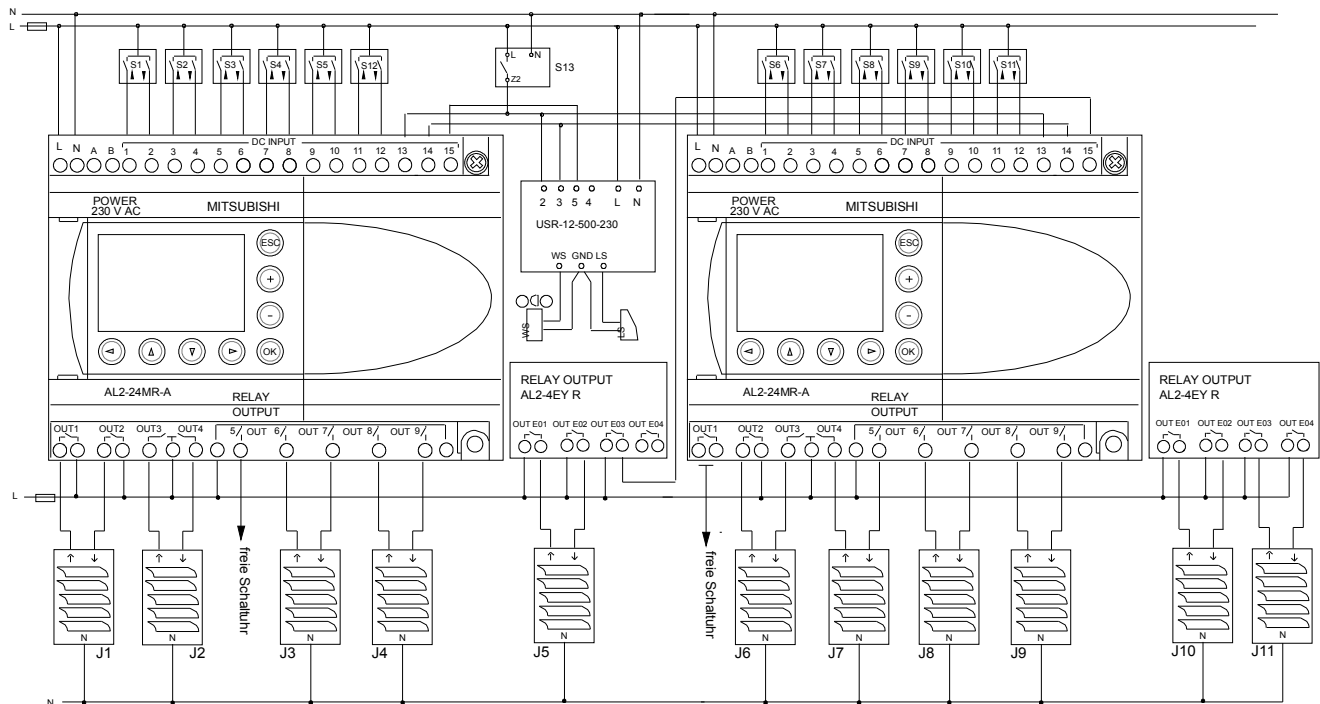 N
L
S1 S2 S3 S4 S5 S12
L N
Z2
S13
S6 S7 S8 S9 S10 S11
L N A B 1 2 3 4 5 6 7 8 9 10 11 12 13 14 15
DC INPUT
POWER
230 V AC
MITSUBISHI
ESC
+
-
OK
AL2-24MR-A
RELAY
OUTPUT
OUT1 OUT2 OUT3 OUT4 5 OUT 6 OUT 7 OUT 8 OUT 9
2 3 5 4 L N
USR-12-500-230
WS GND LS
WS
LS
RELAY OUTPUT
AL2-4EY R
OUT E01 OUT E02 OUT E03 OUT E04
L N A B 1 2 3 4 5 6 7 8 9 10 11 12 13 14 15
DC INPUT
POWER
230 V AC
MITSUBISHI
ESC
+
-
OK
AL2-24MR-A
RELAY
OUTPUT
OUT1 OUT2 OUT3 OUT4 5 OUT 6 OUT 7 OUT 8 OUT 9
RELAY OUTPUT
AL2-4EY R
OUT E01 OUT E02 OUT E03 OUT E04
L
freie Schaltuhr
freie Schaltuhr
N N N N N N N N N N N
J1 J2 J3 J4 J5 J6 J7 J8 J9 J10 J11
N